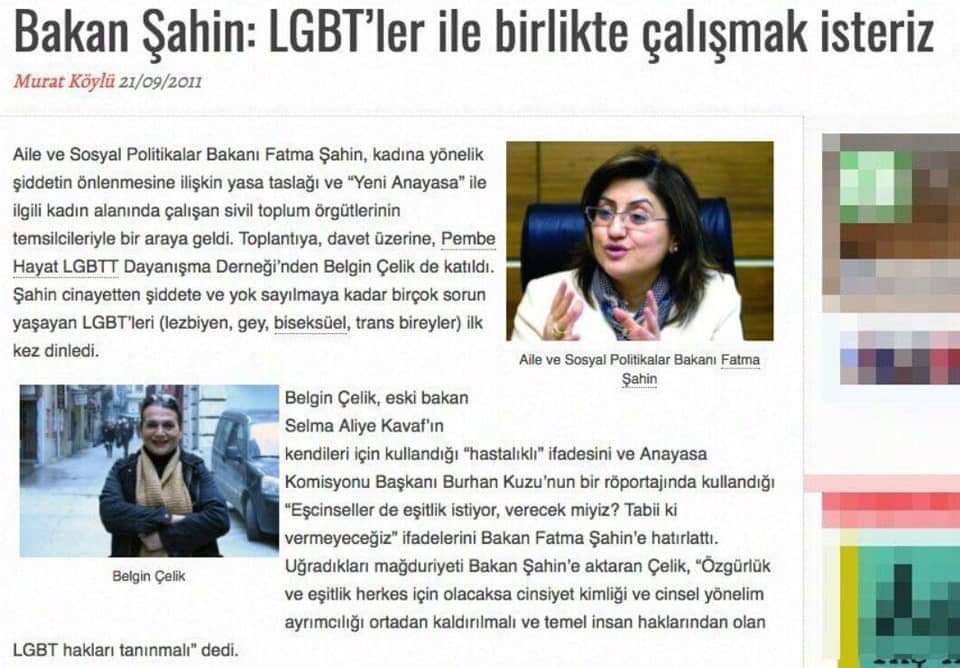 Bakan Şahin: LGBT’ler ile birlikte çalışmak isteriz
Murat Köylü 21/09/2011
Aile ve Sosyal Politikalar Bakanı Fatma Şahin, kadına yönelik
şiddetin önlenmesine ilişkin yasa taslağı ve “Yeni Anayasa” ile
ilgili kadın alanında çalışan sivil toplum örgütlerinin
temsilcileriyle bir araya geldi. Toplantıya, davet üzerine, Pembe
Hayat LGBTT Dayanışma Derneği’nden Belgin Çelik de katıldı.
Şahin cinayetten şiddete ve yok sayılmaya kadar birçok sorun
yaşayan LGBT’leri (lezbiyen, gey, biseksüel, trans bireyler) ilk
kez dinledi.
Aile ve Sosyal Politikalar Bakanı Fatma
Şahin
Belgin Çelik, eski bakan
Selma Aliye Kavaf’ın
kendileri için kullandığı “hastalıklı” ifadesini ve Anayasa
Komisyonu Başkanı Burhan Kuzu’nun bir röportajında kullandığı
“Eşcinseller de eşitlik istiyor, verecek miyiz? Tabii ki
vermeyeceğiz” ifadelerini Bakan Fatma Şahin’e hatırlattı.
Uğradıkları mağduriyeti Bakan Şahin’e aktaran Çelik, “Özgürlük
ve eşitlik herkes için olacaksa cinsiyet kimliği ve cinsel yönelim
ayrımcılığı ortadan kaldırılmalı ve temel insan haklarından olan
LGBT hakları tanınmalı” dedi.
Belgin Çelik